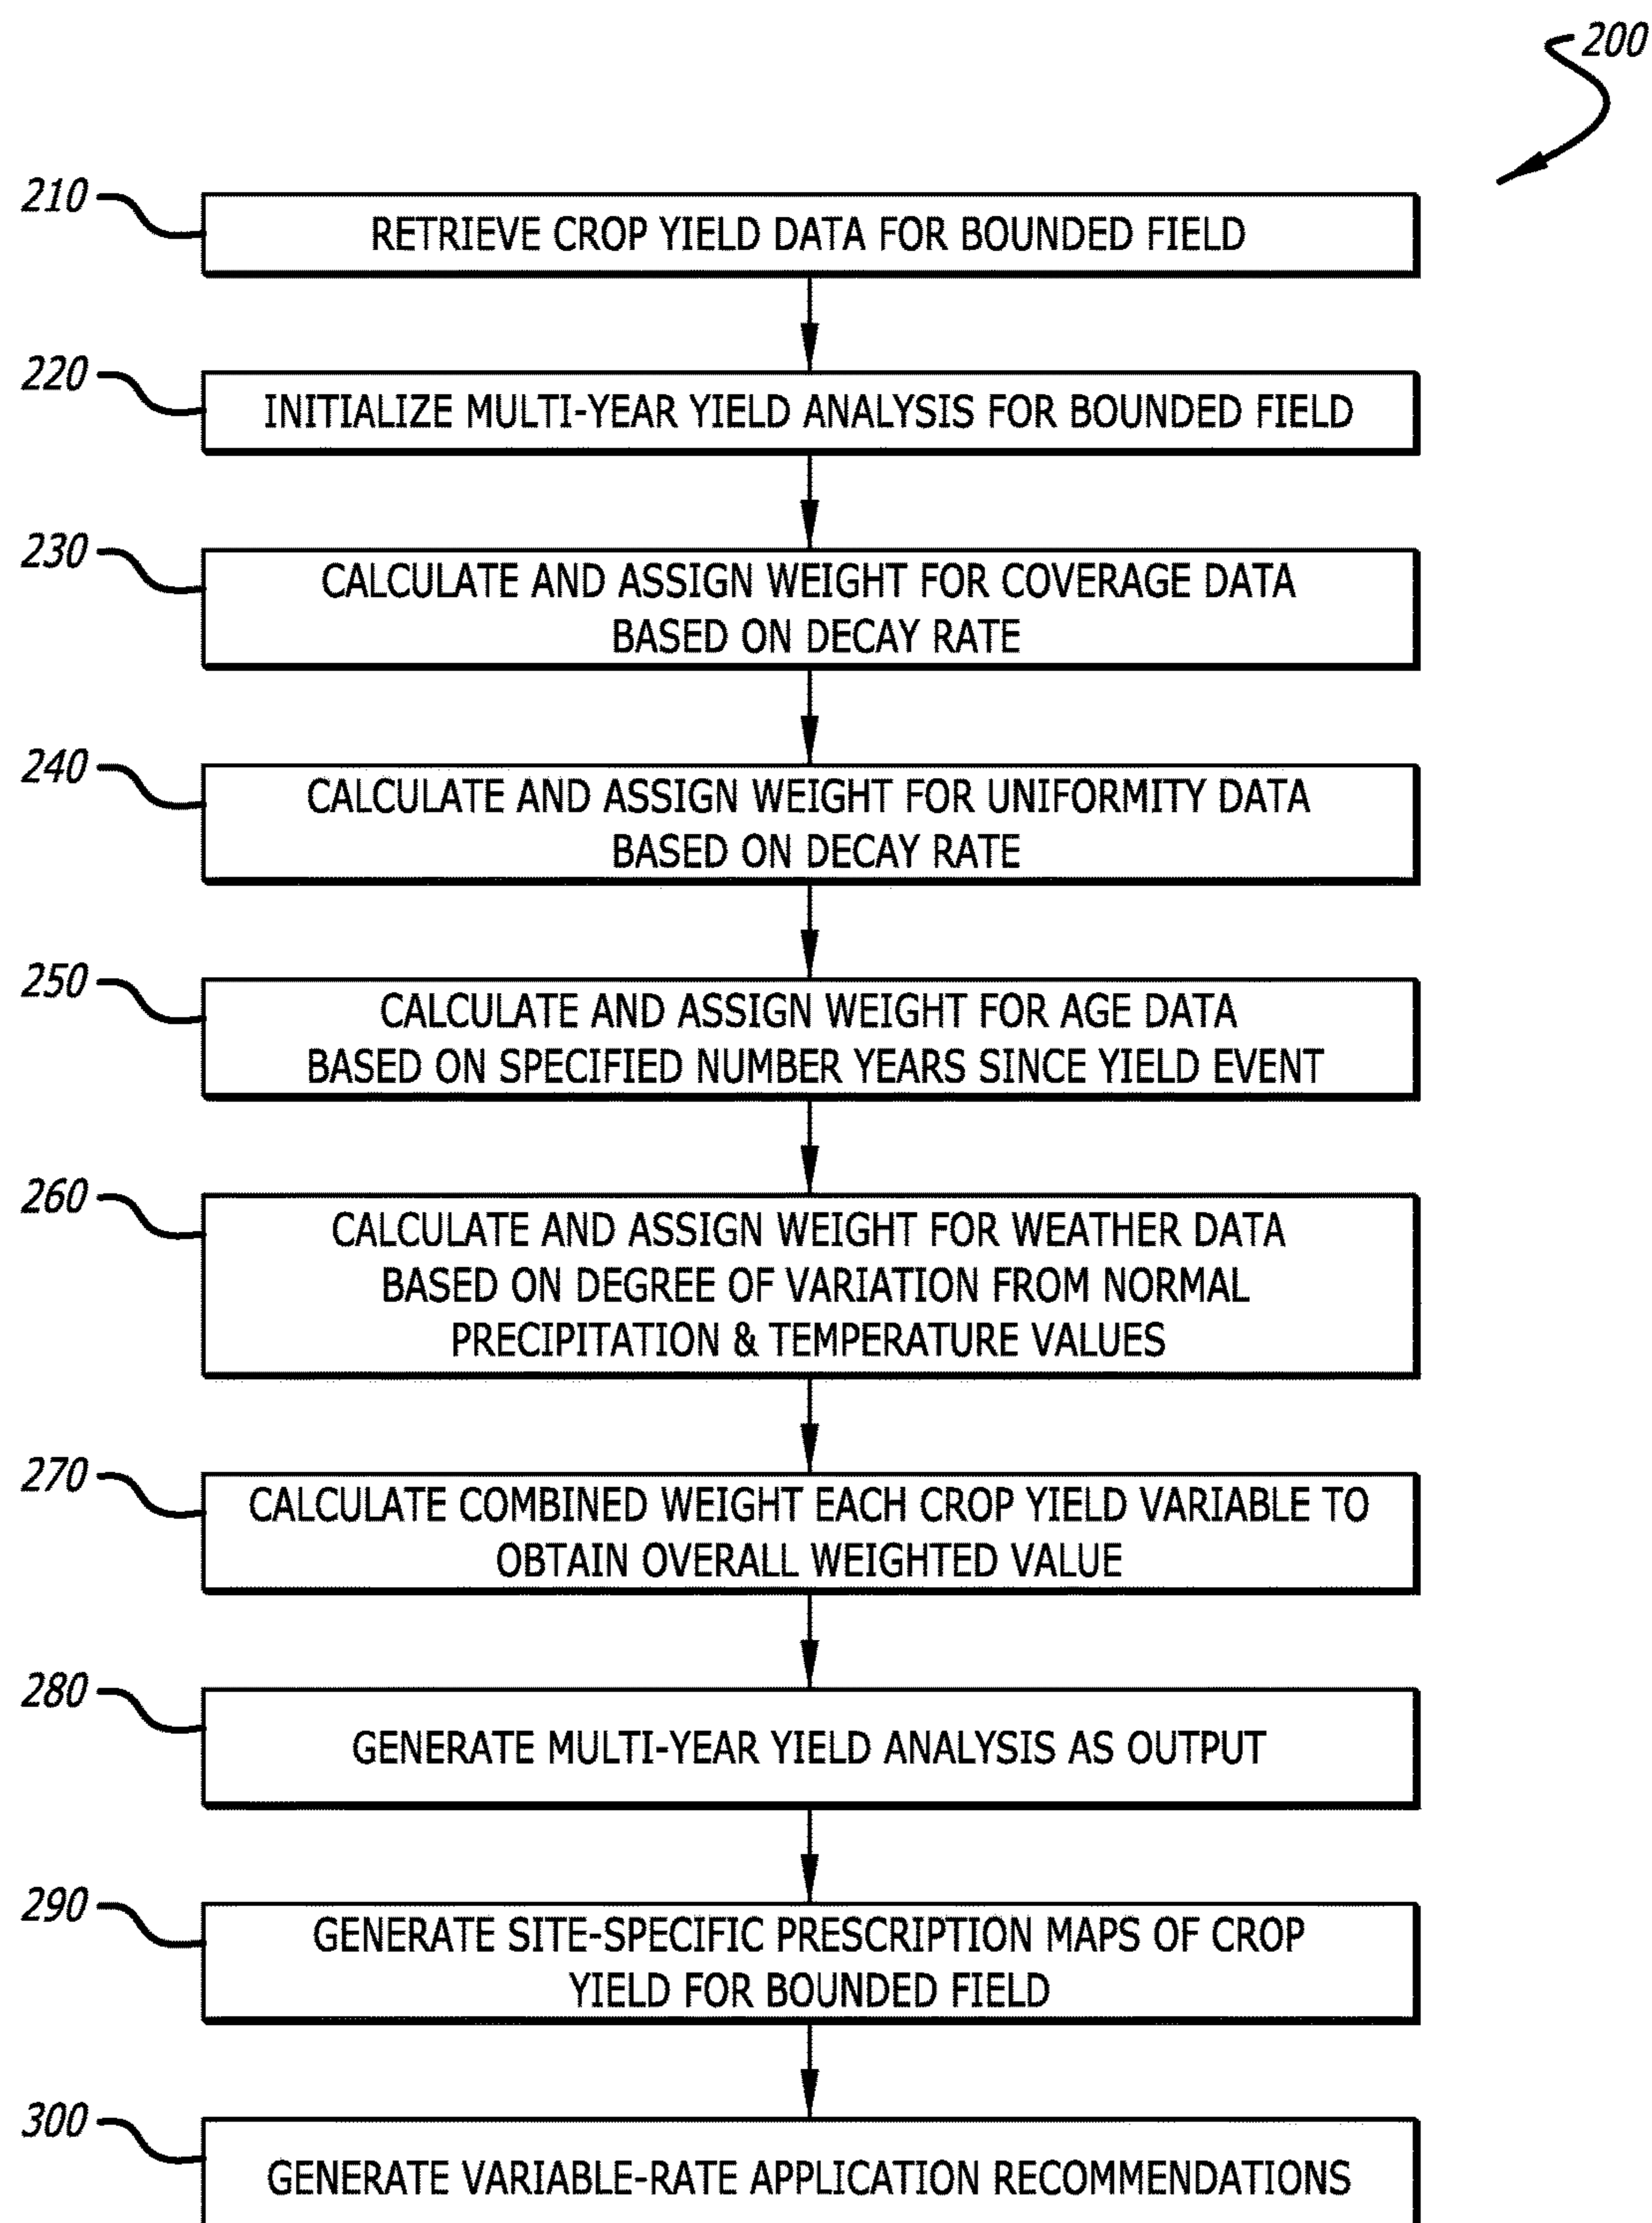 200
210
RETRIEVE CROP YIELD DATA FOR BOUNDED FIELD
220
INITIALIZE MULTI-YEAR YIELD ANALYSIS FOR BOUNDED FIELD
230
CALCULATE AND ASSIGN WEIGHT FOR COVERAGE DATA
BASED ON DECAY RATE
240
CALCULATE AND ASSIGN WEIGHT FOR UNIFORMITY DATA
BASED ON DECAY RATE
250
CALCULATE AND ASSIGN WEIGHT FOR AGE DATA
BASED ON SPECIFIED NUMBER YEARS SINCE YIELD EVENT
260
CALCULATE AND ASSIGN WEIGHT FOR WEATHER DATA
BASED ON DEGREE OF VARIATION FROM NORMAL
PRECIPITATION & TEMPERATURE VALUES
270
CALCULATE COMBINED WEIGHT EACH CROP YIELD VARIABLE TO
OBTAIN OVERALL WEIGHTED VALUE
280
GENERATE MULTI-YEAR YIELD ANALYSIS AS OUTPUT
290
GENERATE SITE-SPECIFIC PRESCRIPTION MAPS OF CROP
YIELD FOR BOUNDED FIELD
300
GENERATE VARIABLE-RATE APPLICATION RECOMMENDATIONS